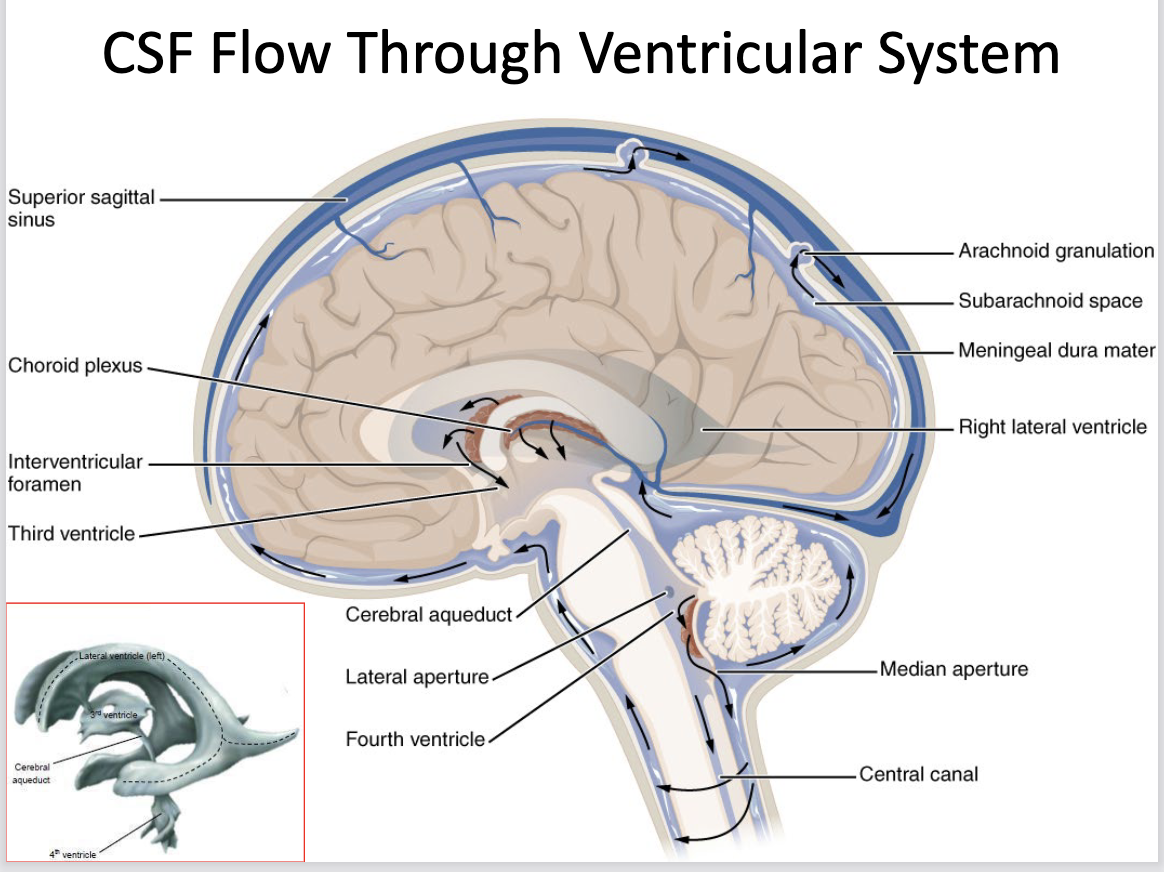 CSF Flow Through Ventricular System
Superior sagittal
sinus
Choroid plexus
Interventricular
foramen
Third ventricle
Arachnoid granulation
Subarachnoid space
Meningeal dura mater
Right lateral ventricle
Cerebral aqueduct
Lateral aperture
Fourth ventricle
Median aperture
Central canal
Lateral ventricle (left)
3rd ventricle
Cerebral
aqueduct
4th ventricle